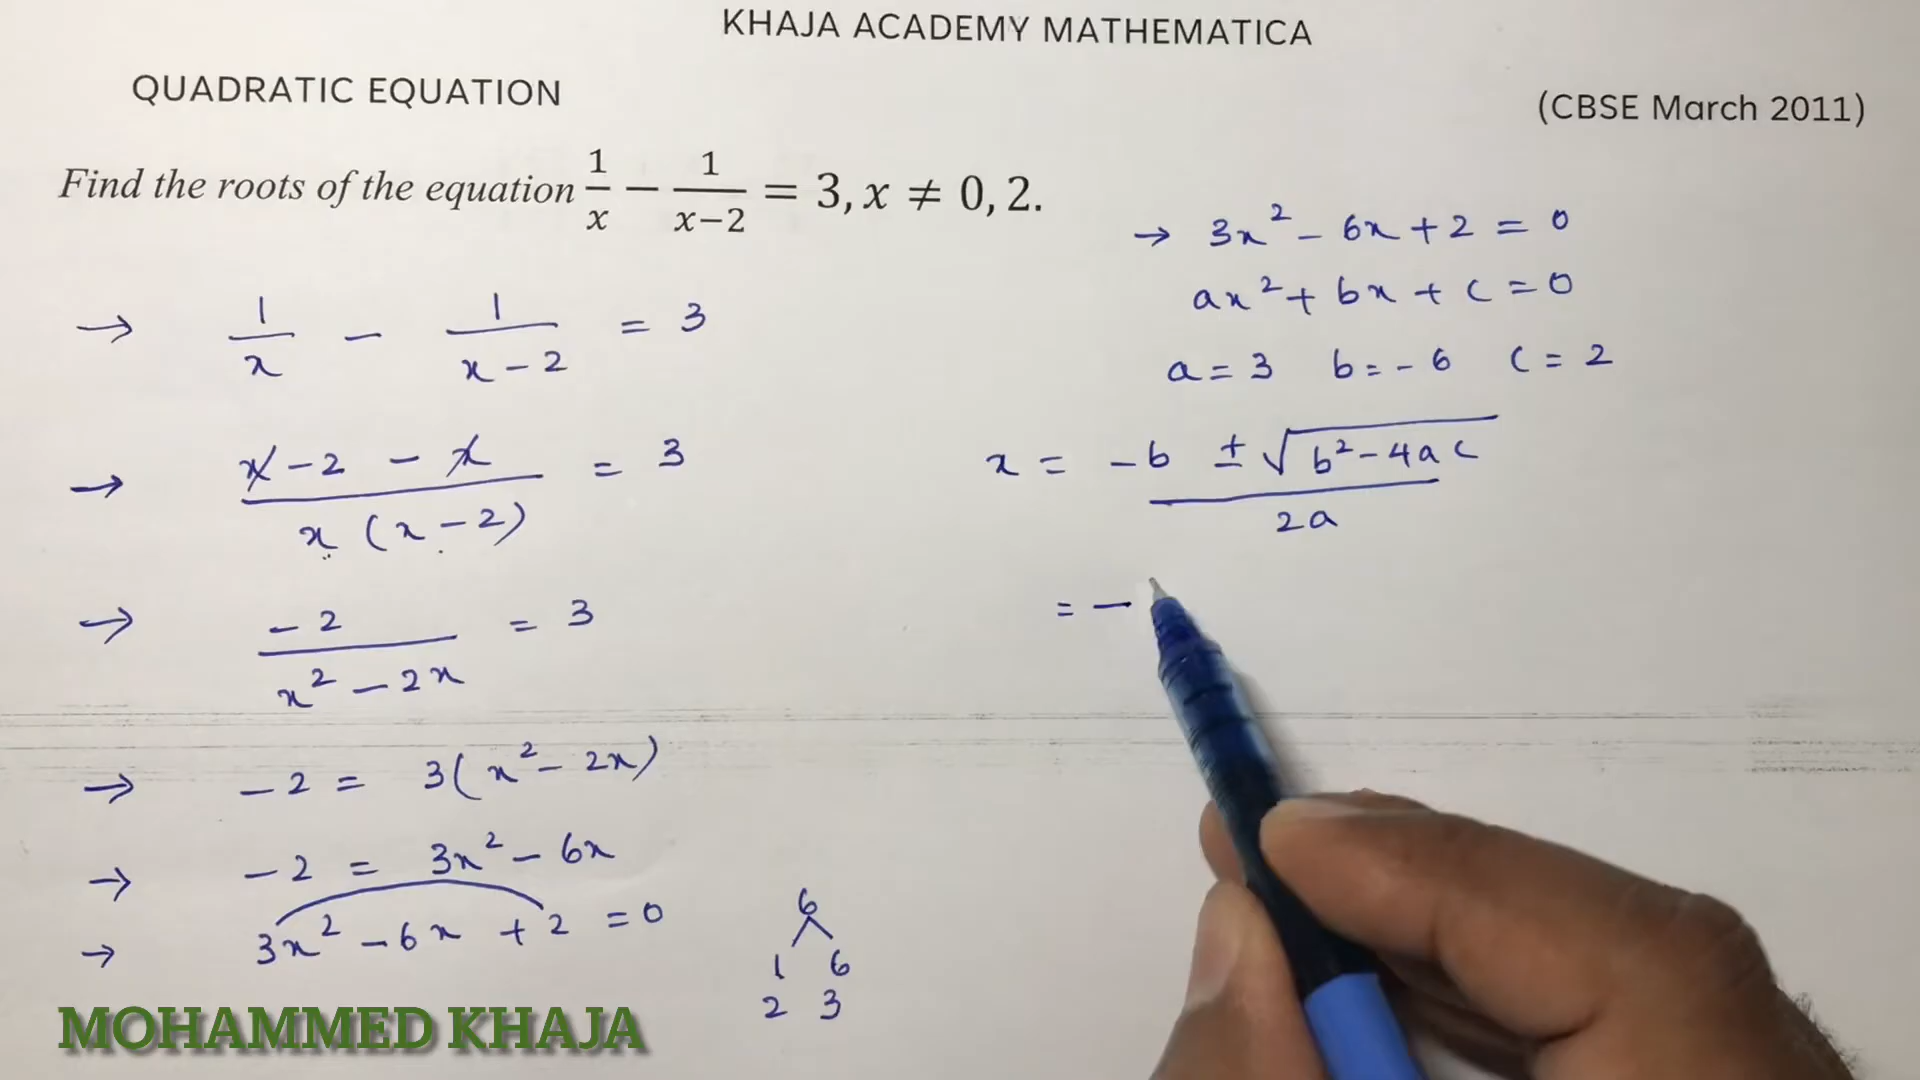 KHAJA ACADEMY MATHEMATICA
QUADRATIC EQUATION
(CBSE March 2011)
Find the roots of the equation 1/x − 1/(x−2) = 3, x ≠ 0, 2.
→ 1/x − 1/(x − 2) = 3
→ (x − 2 − x)/(x (x − 2)) = 3
→ −2/(x² − 2x) = 3
→ −2 = 3(x² − 2x)
→ −2 = 3x² − 6x
→ 3x² − 6x + 2 = 0
6
1 6
2 3
→ 3x² − 6x + 2 = 0
ax² + bx + c = 0
a = 3 b = −6 c = 2
x = (−b ± √(b² − 4ac))/2a
= −
MOHAMMED KHAJA